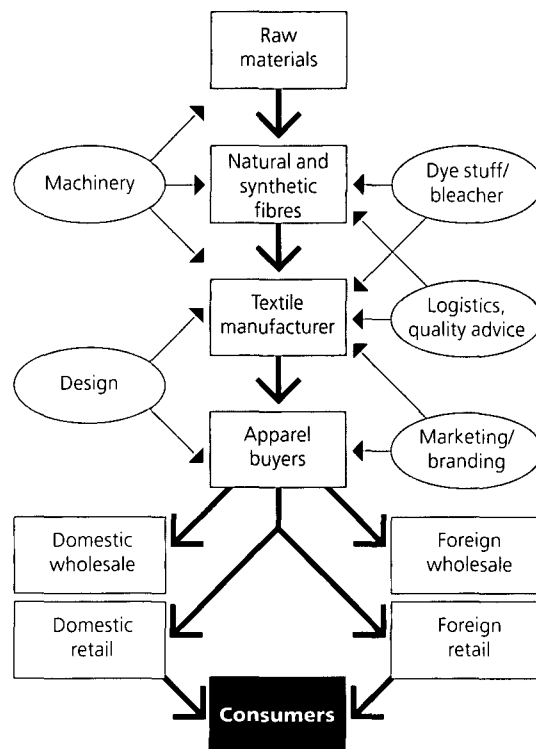 Raw
materials
Machinery
Natural and
synthetic
fibres
Dye stuff/
bleacher
Textile
manufacturer
Logistics,
quality advice
Design
Apparel
buyers
Marketing/
branding
Domestic
wholesale
Foreign
wholesale
Domestic
retail
Foreign
retail
Consumers